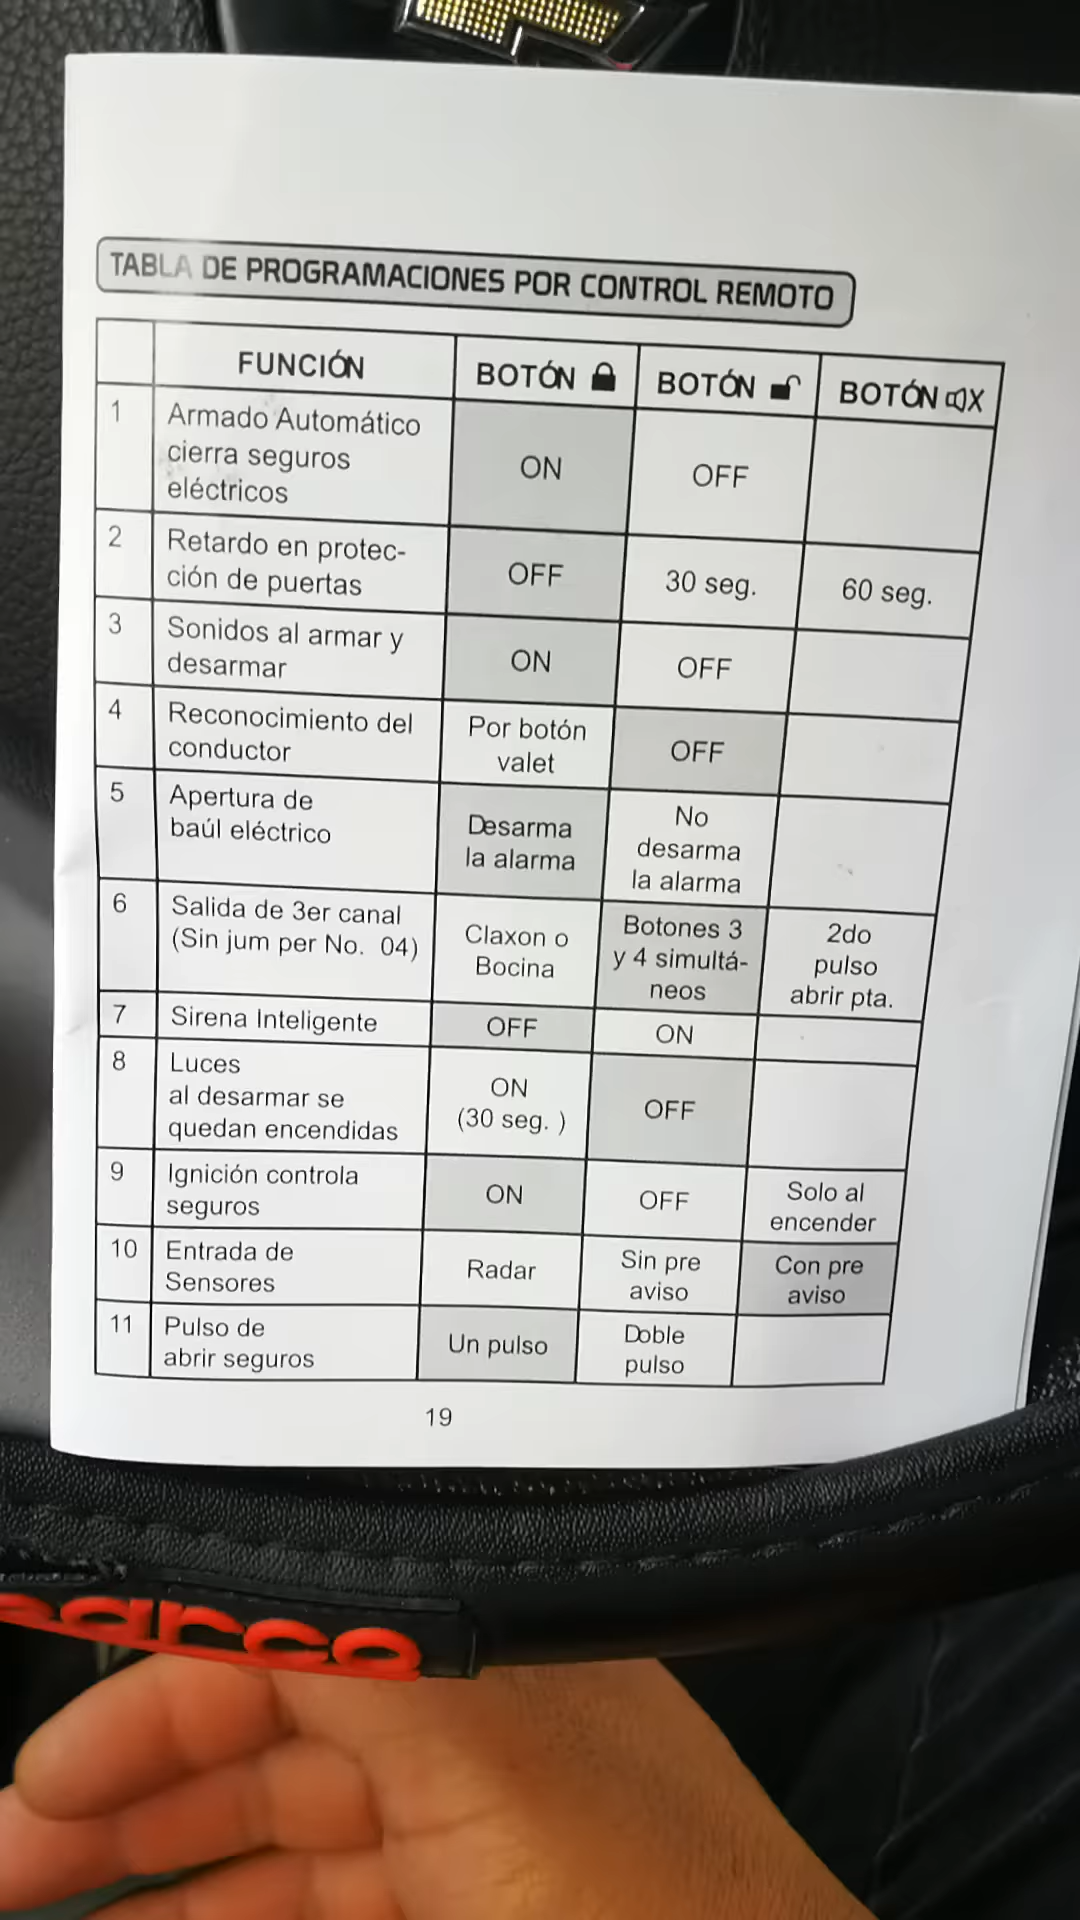 TABLA DE PROGRAMACIONES POR CONTROL REMOTO
FUNCIÓN
BOTÓN
BOTÓN
BOTÓN
1
Armado Automático
cierra seguros
eléctricos
ON
OFF
2
Retardo en protec-
ción de puertas
OFF
30 seg.
60 seg.
3
Sonidos al armar y
desarmar
ON
OFF
4
Reconocimiento del
conductor
Por botón
valet
OFF
5
Apertura de
baúl eléctrico
Desarma
la alarma
No
desarma
la alarma
6
Salida de 3er canal
(Sin jum per No. 04)
Claxon o
Bocina
Botones 3
y 4 simultá-
neos
2do
pulso
abrir pta.
7
Sirena Inteligente
OFF
ON
8
Luces
al desarmar se
quedan encendidas
ON
(30 seg. )
OFF
9
Ignición controla
seguros
ON
OFF
Solo al
encender
10
Entrada de
Sensores
Radar
Sin pre
aviso
Con pre
aviso
11
Pulso de
abrir seguros
Un pulso
Doble
pulso
19